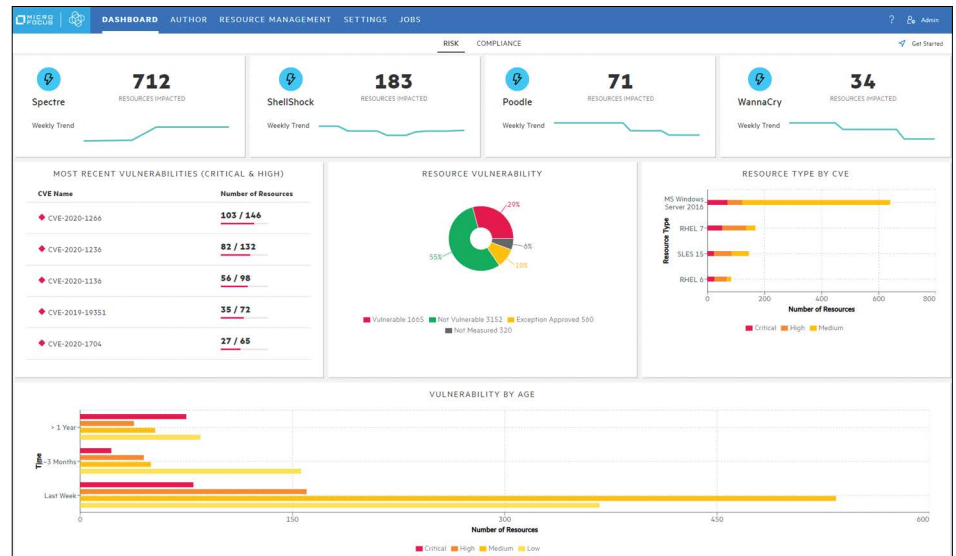 MICRO FOCUS
DASHBOARD AUTHOR RESOURCE MANAGEMENT SETTINGS JOBS
? Admin
RISK COMPLIANCE
Get Started
Spectre
712
RESOURCES IMPACTED
Weekly Trend
ShellShock
183
RESOURCES IMPACTED
Weekly Trend
Poodle
71
RESOURCES IMPACTED
Weekly Trend
WannaCry
34
RESOURCES IMPACTED
Weekly Trend
MOST RECENT VULNERABILITIES (CRITICAL & HIGH)
CVE Name Number of Resources
CVE-2020-1266 103 / 146
CVE-2020-1236 82 / 132
CVE-2020-1136 56 / 98
CVE-2019-19351 35 / 72
CVE-2020-1704 27 / 65
RESOURCE VULNERABILITY
29%
6%
10%
55%
Vulnerable 1665 Not Vulnerable 3152 Exception Approved 560
Not Measured 320
RESOURCE TYPE BY CVE
Resource Type
MS Windows
Server 2016
RHEL 7
SLES 15
RHEL 6
0 200 400 600 800
Number of Resources
Critical High Medium
VULNERABILITY BY AGE
Time
> 1 Year
-3 Months
Last Week
0 150 300 450 600
Number of Resources
Critical High Medium Low